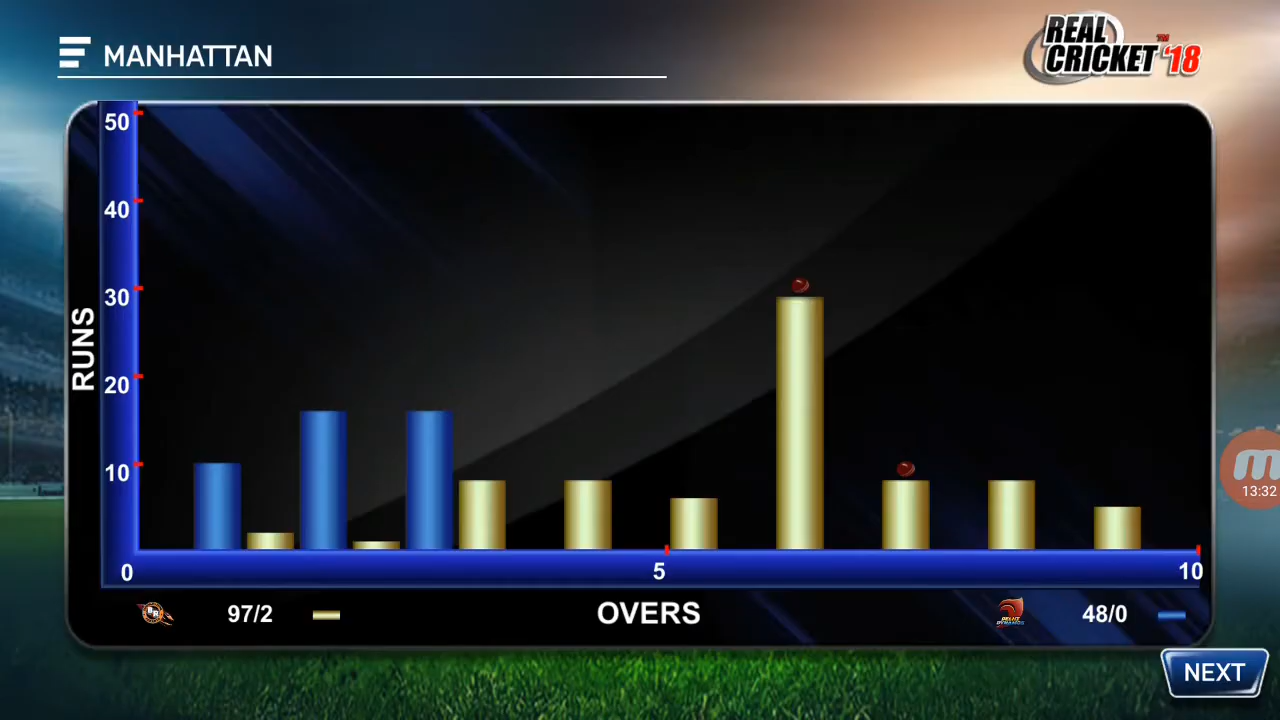 MANHATTAN
REAL
CRICKET™'18
50
40
30
20
10
RUNS
0
5
10
97/2
OVERS
48/0
13:32
NEXT